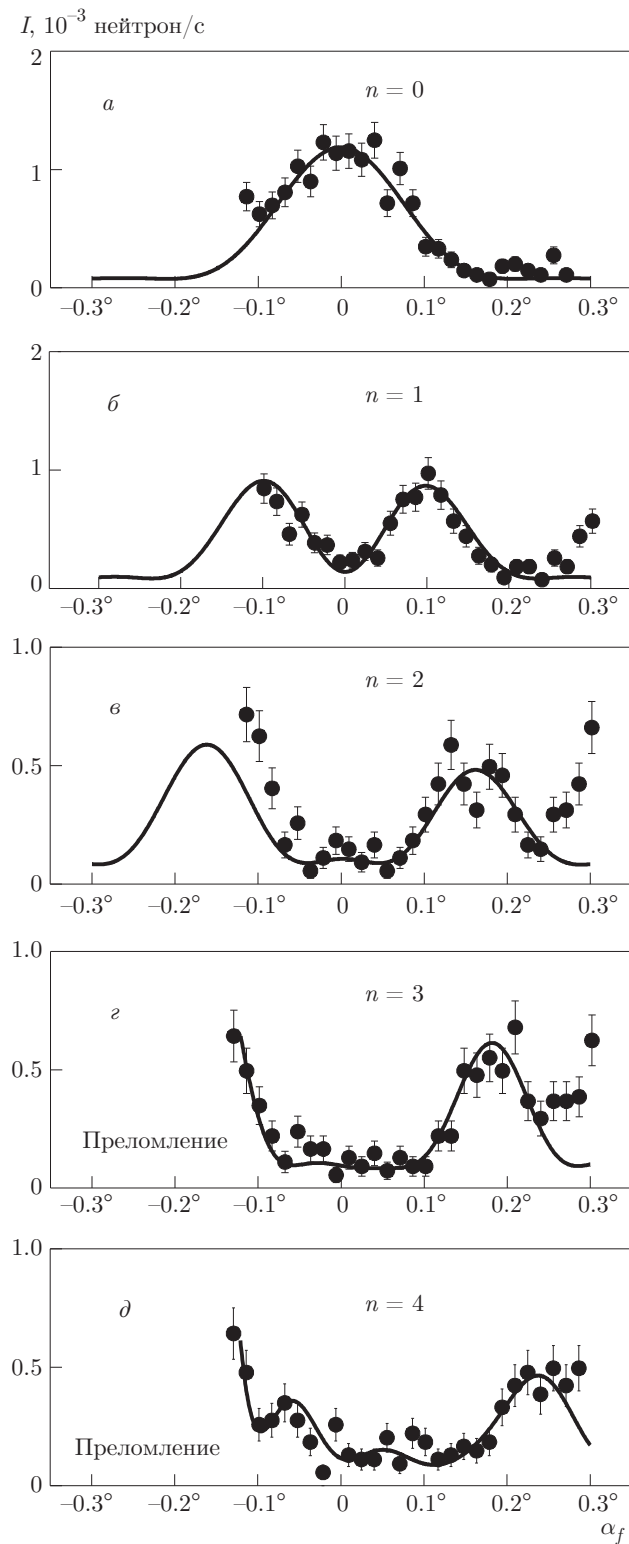 I, 10⁻³ нейтрон/с
2
а
n = 0
1
0
–0.3° –0.2° –0.1° 0 0.1° 0.2° 0.3°
2
б
n = 1
1
0
–0.3° –0.2° –0.1° 0 0.1° 0.2° 0.3°
1.0
в
n = 2
0.5
0
–0.3° –0.2° –0.1° 0 0.1° 0.2° 0.3°
1.0
г
n = 3
0.5
Преломление
0
–0.3° –0.2° –0.1° 0 0.1° 0.2° 0.3°
1.0
д
n = 4
0.5
Преломление
0
–0.3° –0.2° –0.1° 0 0.1° 0.2° 0.3°
α_f